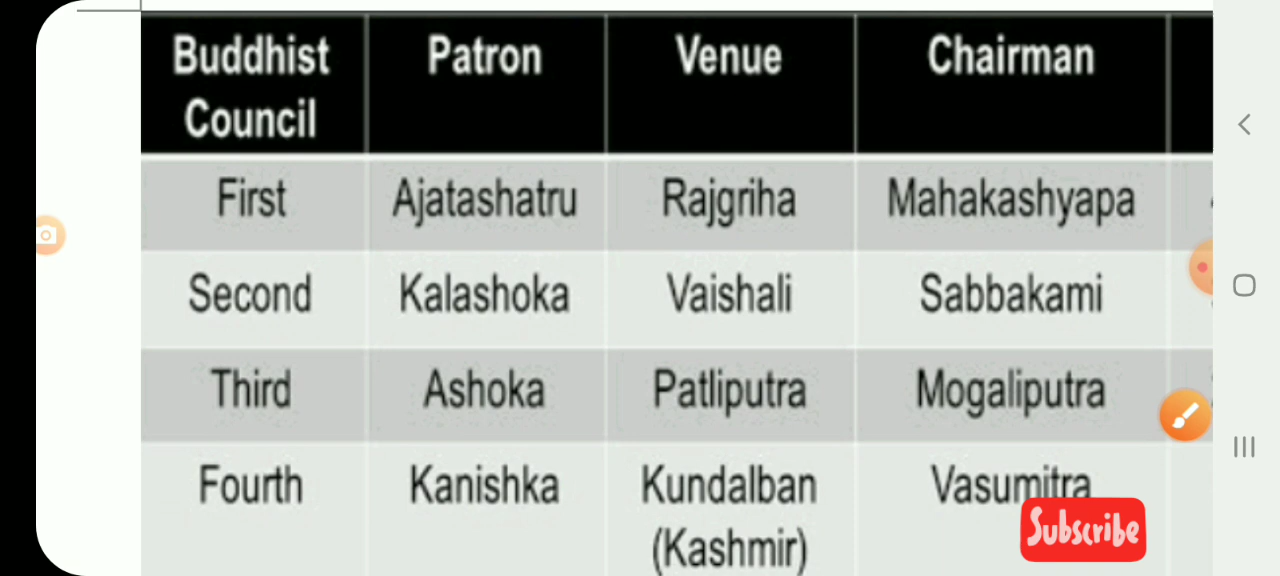 Buddhist Council Patron Venue Chairman
First Ajatashatru Rajgriha Mahakashyapa
Second Kalashoka Vaishali Sabbakami
Third Ashoka Patliputra Mogaliputra
Fourth Kanishka Kundalban (Kashmir) Vasumitra
Subscribe